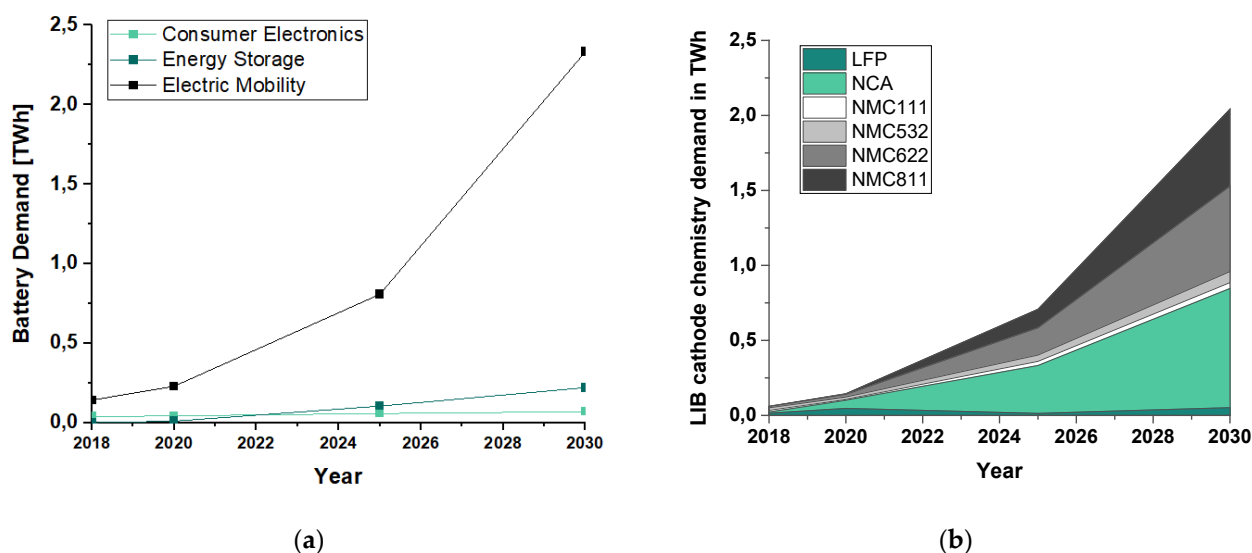 2,5
2,0
1,5
1,0
0,5
0,0
Battery Demand [TWh]
Consumer Electronics
Energy Storage
Electric Mobility
2018 2020 2022 2024 2026 2028 2030
Year
(a)
2,5
2,0
1,5
1,0
0,5
0,0
LIB cathode chemistry demand in TWh
LFP
NCA
NMC111
NMC532
NMC622
NMC811
2018 2020 2022 2024 2026 2028 2030
Year
(b)